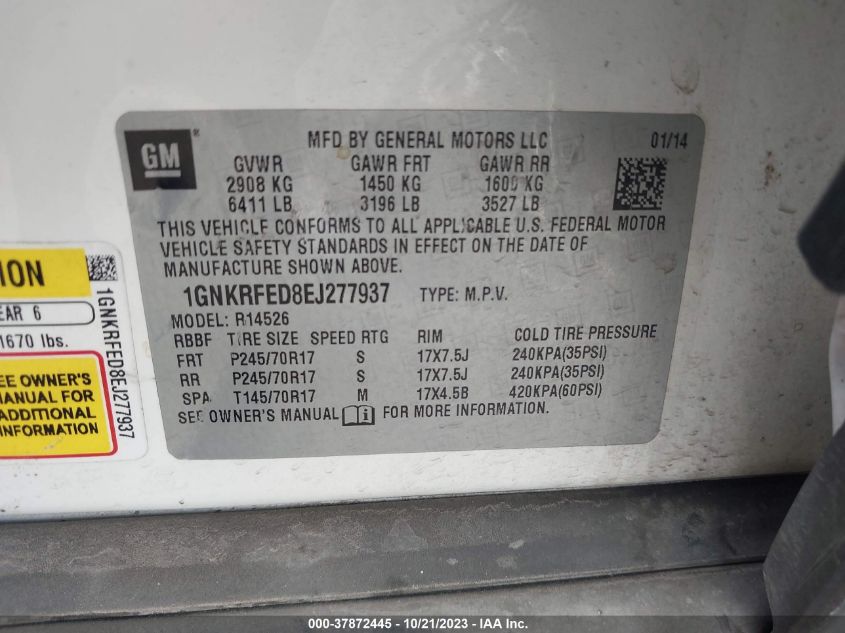 GM ®
MFD BY GENERAL MOTORS LLC 01/14
GVWR GAWR FRT GAWR RR
2908 KG 1450 KG 1600 KG
6411 LB 3196 LB 3527 LB
THIS VEHICLE CONFORMS TO ALL APPLICABLE U.S. FEDERAL MOTOR
VEHICLE SAFETY STANDARDS IN EFFECT ON THE DATE OF
MANUFACTURE SHOWN ABOVE.
1GNKRFED8EJ277937 TYPE: M.P.V.
MODEL: R14526
RBBF TIRE SIZE SPEED RTG RIM COLD TIRE PRESSURE
FRT P245/70R17 S 17X7.5J 240KPA(35PSI)
RR P245/70R17 S 17X7.5J 240KPA(35PSI)
SPA T145/70R17 M 17X4.5B 420KPA(60PSI)
SEE OWNER'S MANUAL FOR MORE INFORMATION.
ION
EAR 6
1670 lbs.
EE OWNER'S
MANUAL FOR
ADDITIONAL
INFORMATION
1GNKRFED8EJ277937
000-37872445 - 10/21/2023 - IAA Inc.